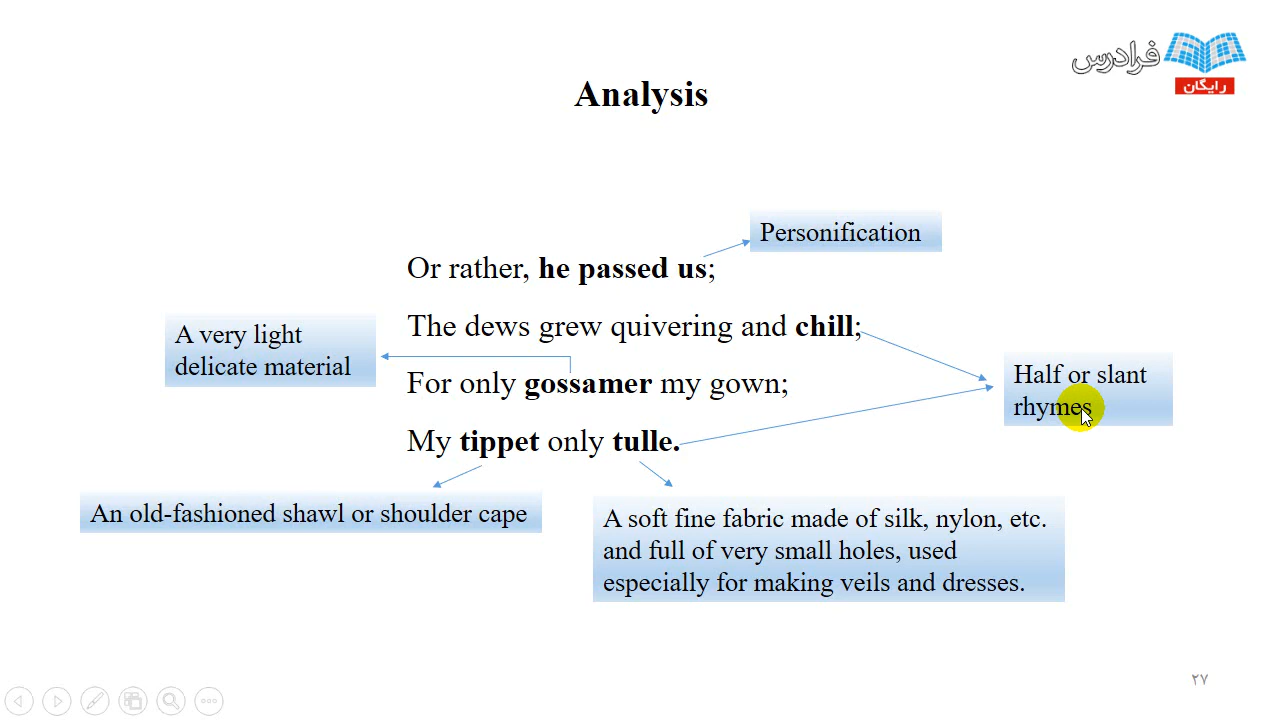 فرادرس
رایگان
Analysis
Personification
Or rather, he passed us;
The dews grew quivering and chill;
A very light
delicate material
For only gossamer my gown;
Half or slant
rhymes
My tippet only tulle.
An old-fashioned shawl or shoulder cape
A soft fine fabric made of silk, nylon, etc.
and full of very small holes, used
especially for making veils and dresses.
۲۷